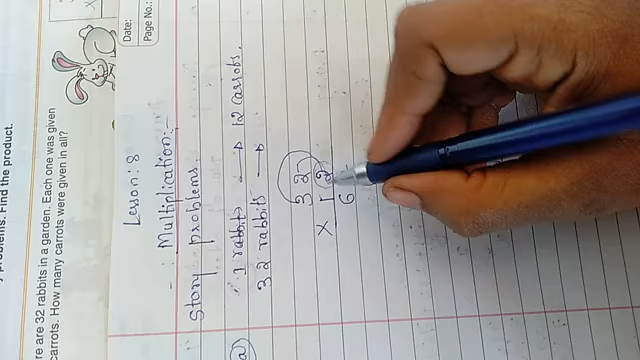 y problems. Find the product.
re are 32 rabbits in a garden. Each one was given
carrots. How many carrots were given in all?
Date:
Page No.:
Lesson: 8
Multiplication:-
Story problems.
a) 1 rabbits → 12 carrots.
32 rabbits →
32
× 12
6